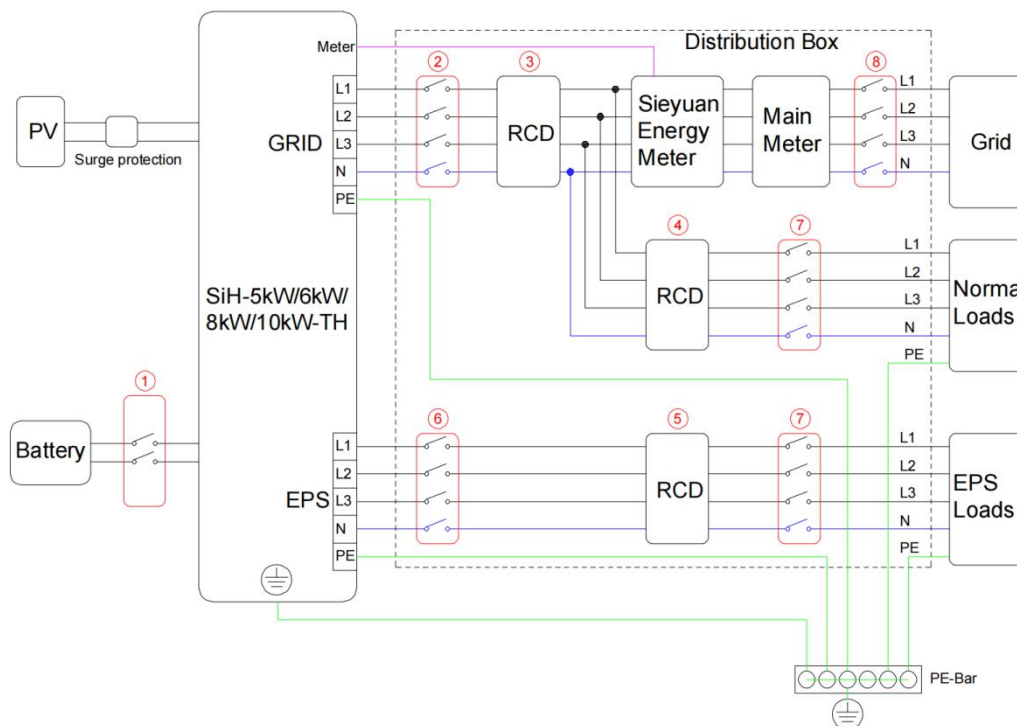 Meter
Distribution Box
②
③
⑧
L1
L1
PV
L2
RCD
Sieyuan
Energy
Meter
Main
Meter
L2
Grid
Surge protection
GRID
L3
L3
N
N
PE
④
⑦
L1
SiH-5kW/6kW/
8kW/10kW-TH
RCD
L2
Norma
Loads
L3
N
PE
①
⑥
⑤
⑦
Battery
L1
L1
L2
RCD
L2
EPS
Loads
EPS
L3
L3
N
N
PE
PE
PE-Bar